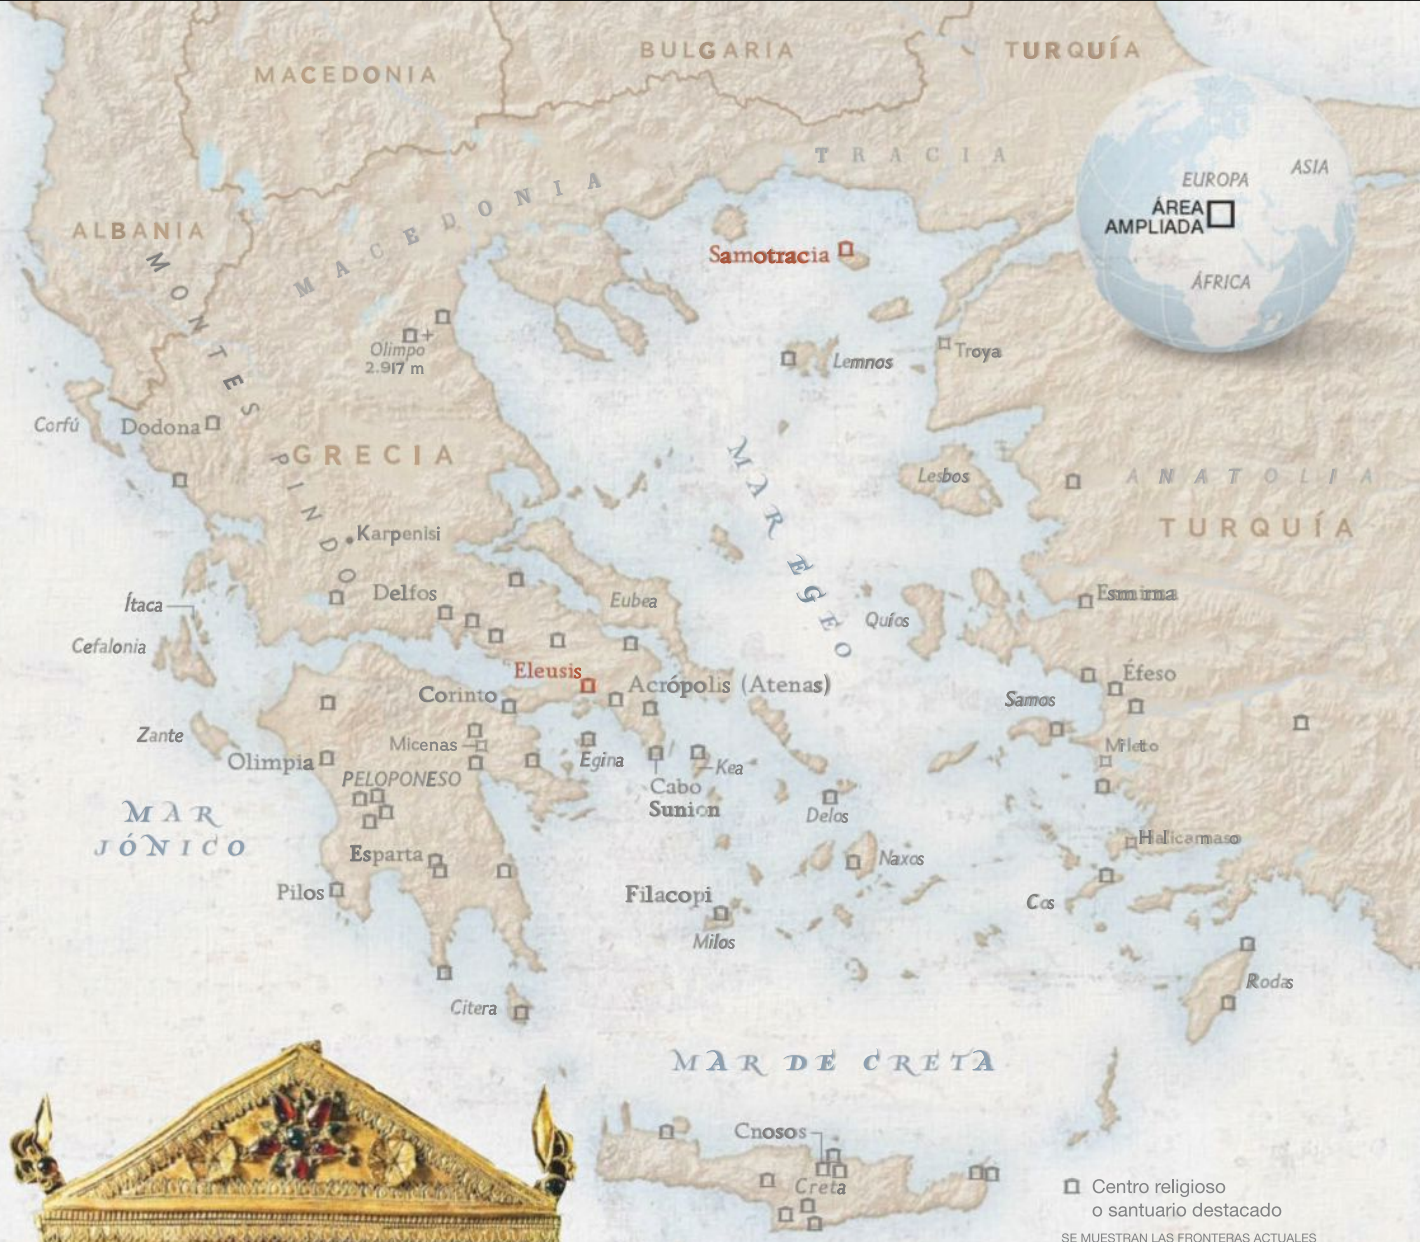 MACEDONIA
BULGARIA
TURQUÍA
TRACIA
MACEDONIA
EUROPA
ASIA
ÁREA
AMPLIADA
ÁFRICA
ALBANIA
MONTES PINDO
Samotracia
Olimpo
2.917 m
Lemnos
Troya
Corfú
Dodona
GRECIA
MAR EGEO
Lesbos
ANATOLIA
TURQUÍA
Karpenisi
Delfos
Eubea
Quíos
Esmirna
Ítaca
Cefalonia
Eleusis
Acrópolis (Atenas)
Corinto
Éfeso
Samos
Zante
Micenas
Mileto
Olimpia
Egina
Kea
PELOPONESO
Cabo
Sunion
Delos
MAR
JÓNICO
Halicarnaso
Esparta
Naxos
Pilos
Filacopi
Cos
Milos
Rodas
Citera
MAR DE CRETA
Cnosos
Creta
Centro religioso
o santuario destacado
SE MUESTRAN LAS FRONTERAS ACTUALES